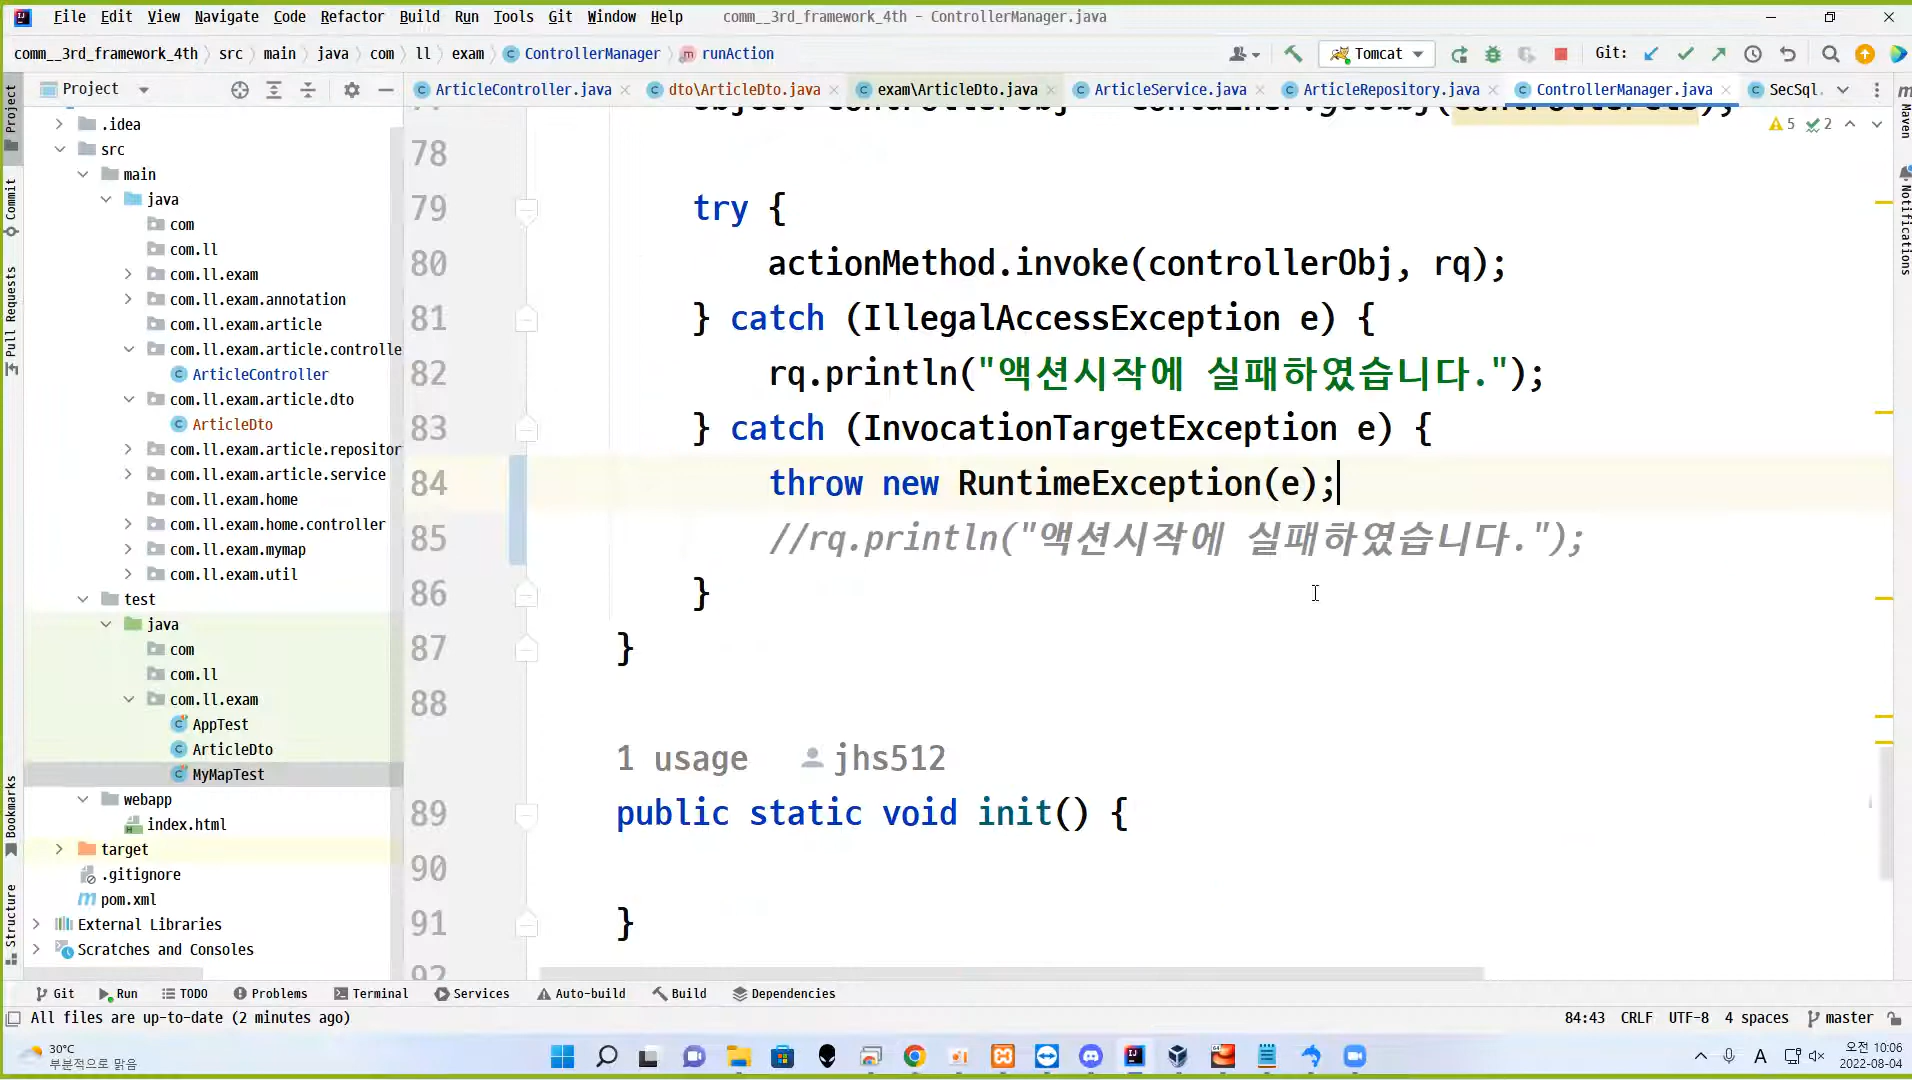 File Edit View Navigate Code Refactor Build Run Tools Git Window Help comm__3rd_framework_4th - ControllerManager.java
comm__3rd_framework_4th src main java com ll exam ControllerManager runAction Tomcat Git:
Project ArticleController.java dto\ArticleDto.java exam\ArticleDto.java ArticleService.java ArticleRepository.java ControllerManager.java SecSql.
5 2
.idea
src
main
java
com
com.ll
com.ll.exam
com.ll.exam.annotation
com.ll.exam.article
com.ll.exam.article.controlle
ArticleController
com.ll.exam.article.dto
ArticleDto
com.ll.exam.article.repositor
com.ll.exam.article.service
com.ll.exam.home
com.ll.exam.home.controller
com.ll.exam.mymap
com.ll.exam.util
test
java
com
com.ll
com.ll.exam
AppTest
ArticleDto
MyMapTest
webapp
index.html
target
.gitignore
pom.xml
External Libraries
Scratches and Consoles
Project
Commit
Pull Requests
Bookmarks
Structure
78
79 try {
80 actionMethod.invoke(controllerObj, rq);
81 } catch (IllegalAccessException e) {
82 rq.println("액션시작에 실패하였습니다.");
83 } catch (InvocationTargetException e) {
84 throw new RuntimeException(e);
85 //rq.println("액션시작에 실패하였습니다.");
86 }
87 }
88
1 usage jhs512
89 public static void init() {
90
91 }
92
Maven
Notifications
Git Run TODO Problems Terminal Services Auto-build Build Dependencies
All files are up-to-date (2 minutes ago) 84:43 CRLF UTF-8 4 spaces master
30°C
부분적으로 맑음
A
오전 10:06
2022-08-04